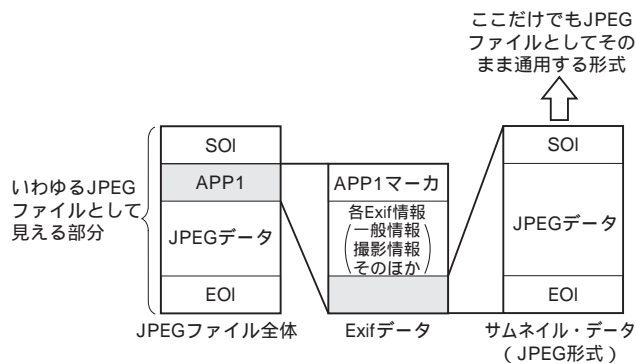 ここだけでもJPEG
ファイルとしてその
まま通用する形式
いわゆるJPEG
ファイルとして
見える部分
SOI
APP1
JPEGデータ
EOI
JPEGファイル全体
APP1マーカ
各Exif情報
(一般情報
撮影情報
そのほか)
Exifデータ
SOI
JPEGデータ
EOI
サムネイル・データ
(JPEG形式)